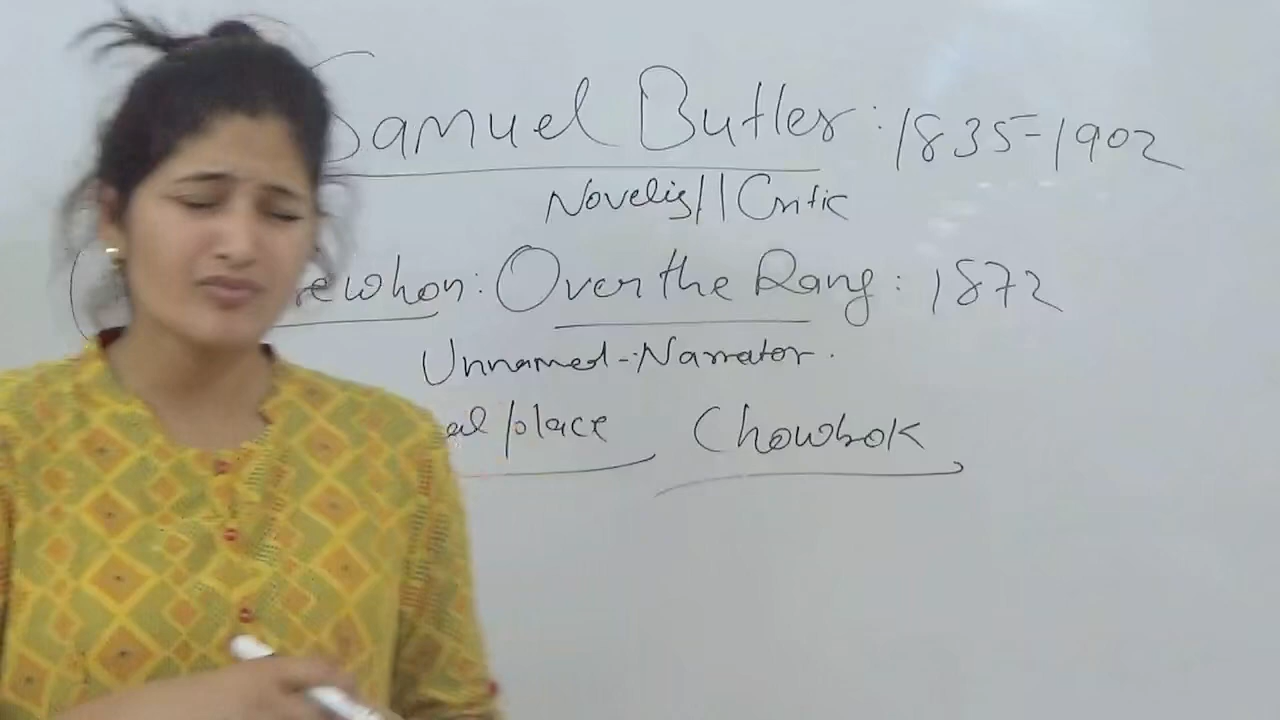 Samuel Butler : 1835-1902
Novelist/Critic
ewhon : Over the Rang : 1872
Unnamed - Narrator .
al place Chowbok